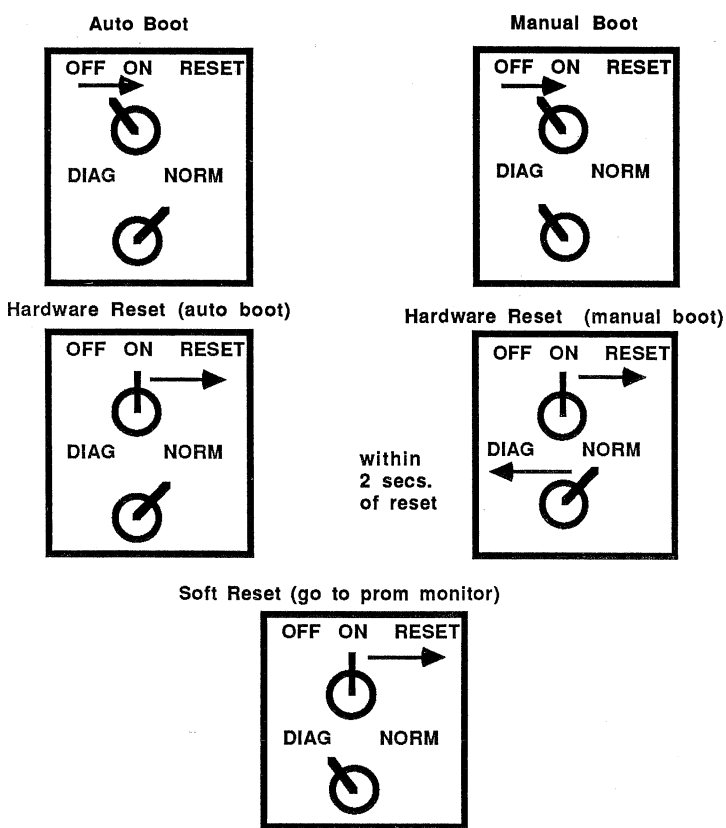 Auto Boot
OFF ON RESET
DIAG NORM
Manual Boot
OFF ON RESET
DIAG NORM
Hardware Reset (auto boot)
OFF ON RESET
DIAG NORM
Hardware Reset (manual boot)
OFF ON RESET
DIAG NORM
within
2 secs.
of reset
Soft Reset (go to prom monitor)
OFF ON RESET
DIAG NORM